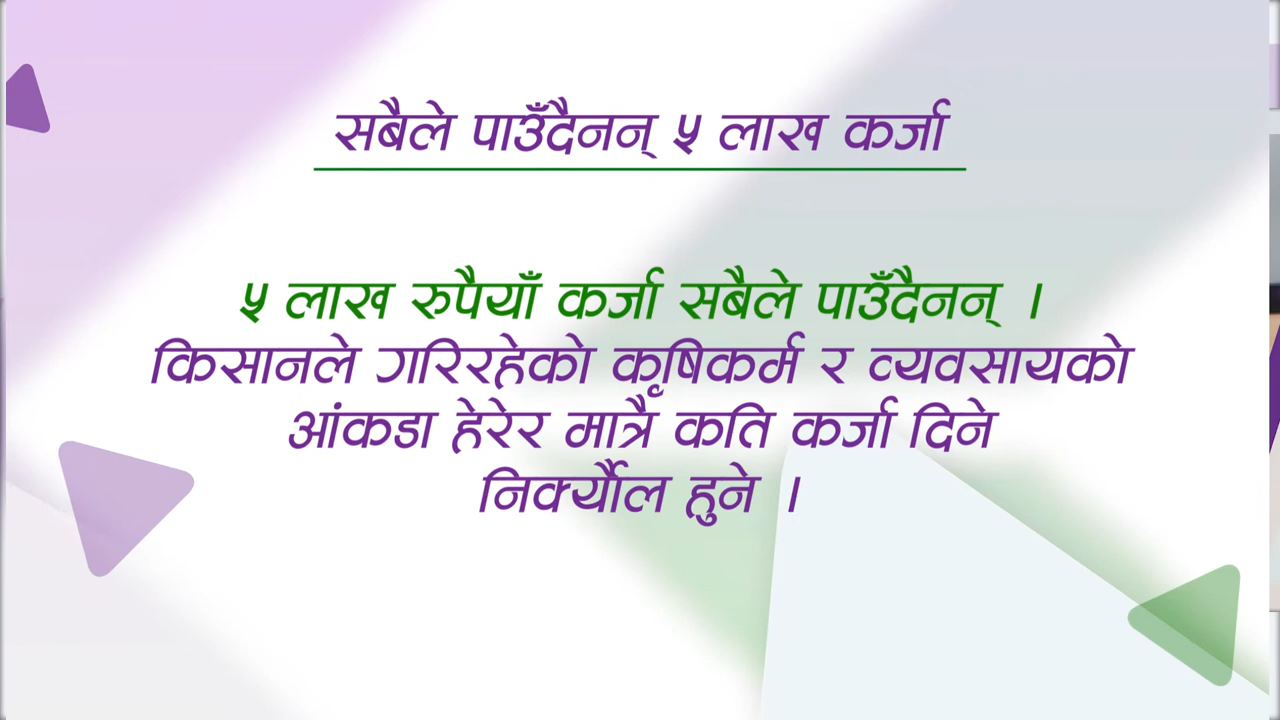 सबैले पाउँदैनन् ५ लाख कर्जा
५ लाख रुपैयाँ कर्जा सबैले पाउँदैनन् ।
किसानले गरिरहेको कृषिकर्म र व्यवसायको
आंकडा हेरेर मात्रै कति कर्जा दिने
निर्क्यौल हुने ।